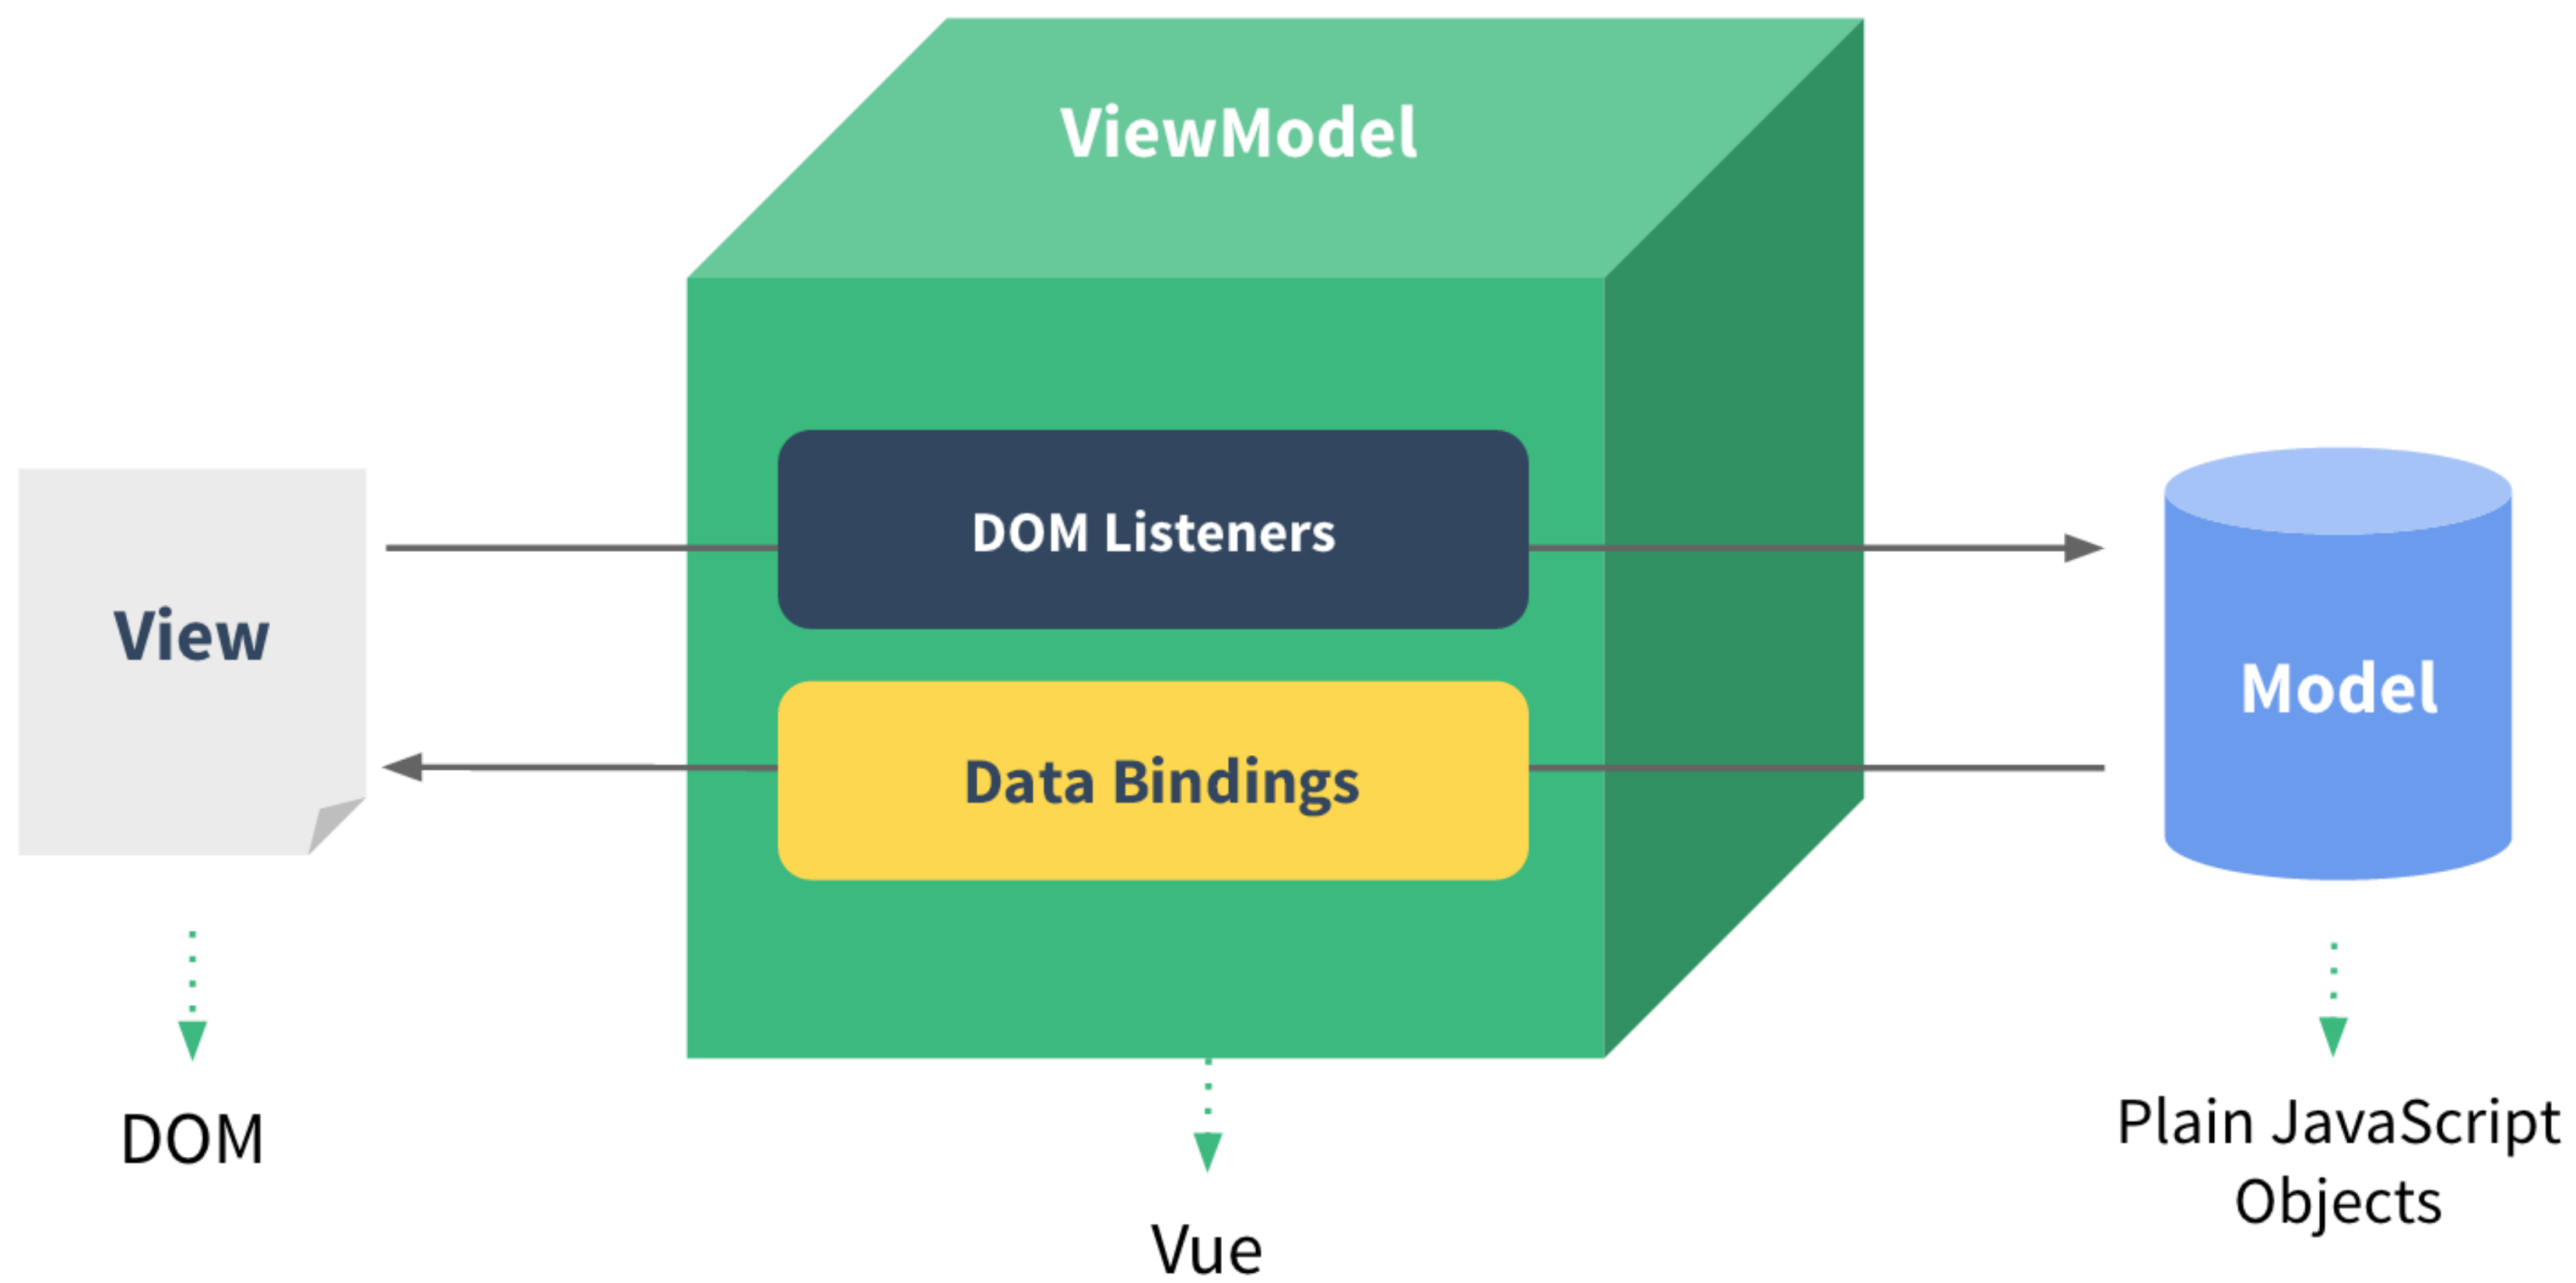 ViewModel
DOM Listeners
View
Model
Data Bindings
DOM
Plain JavaScript
Objects
Vue